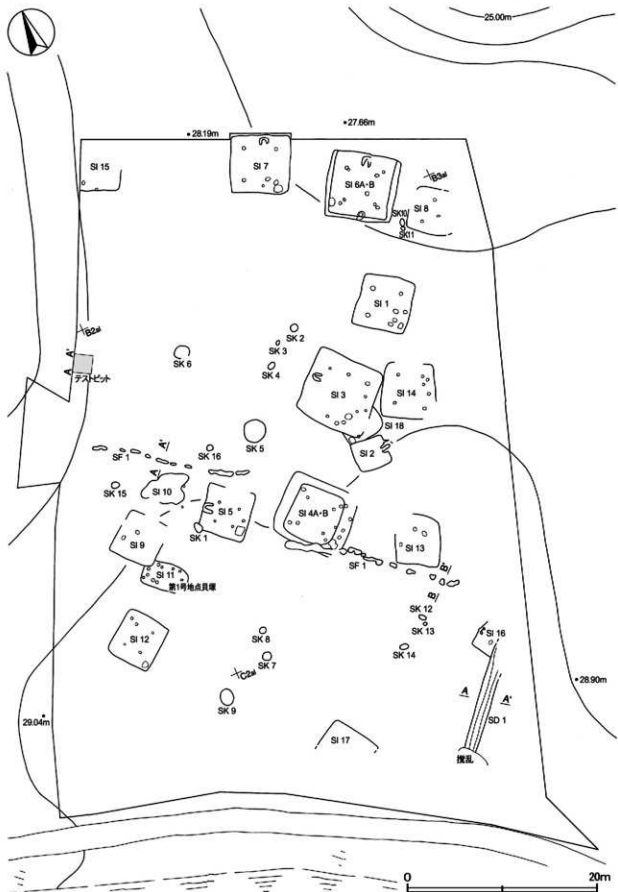 25.00m
28.19m
27.66m
SI 15
SI 7
SI 6A・B
B3a1
SI 8
SK10
SK11
SI 1
B2a1
SK 2
SK 3
SK 6
SK 4
A'
A
テストピット
SI 3
SI 14
SI 18
SK 5
SI 2
SF 1
A'
SK 16
A
SK 15
SI 10
SI 5
SI 4A・B
SK 1
SI 9
SI 13
SF 1
B'
B
SI 11
第1号地点貝塚
SK 12
SK 13
SI 12
SK 8
SI 16
SK 14
SK 7
C2a1
28.90m
SK 9
A
A'
29.04m
SD 1
SI 17
撹乱
0
20m